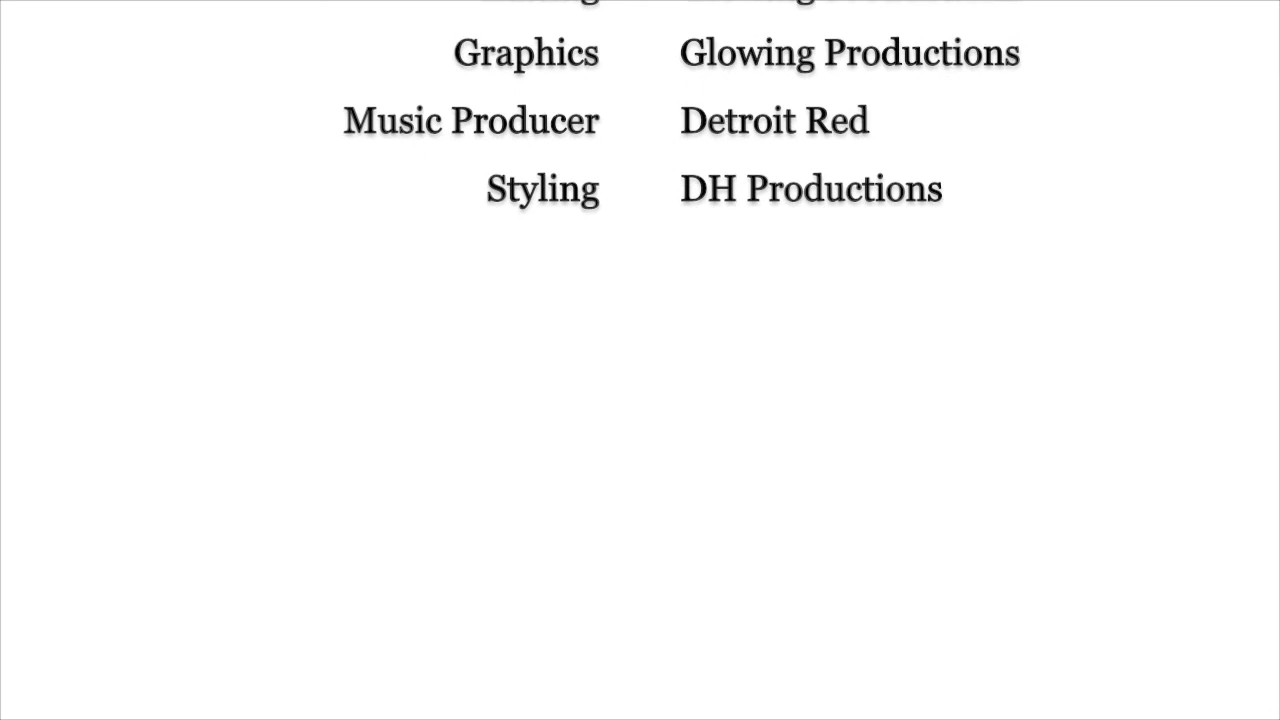 Graphics Glowing Productions
Music Producer Detroit Red
Styling DH Productions